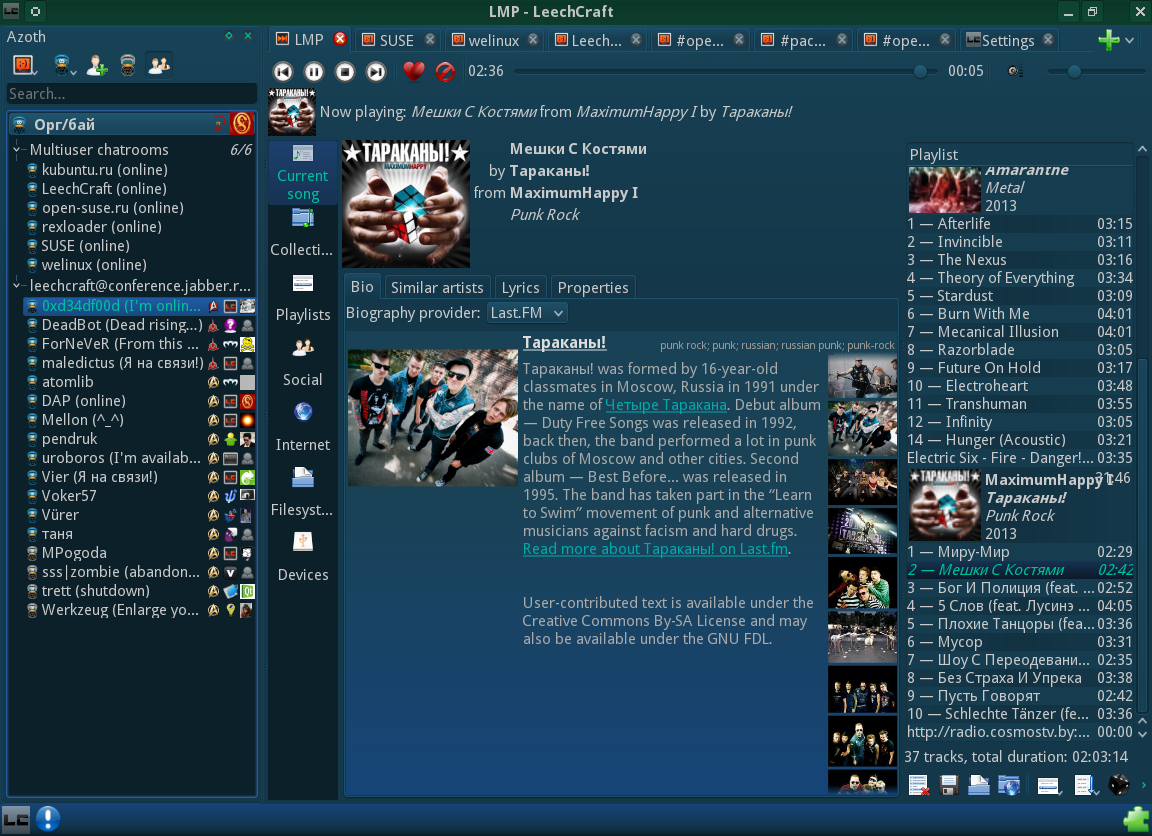 LMP - LeechCraft
Azoth
Search...
Орг/бай
Multiuser chatrooms 6/6
kubuntu.ru (online)
LeechCraft (online)
open-suse.ru (online)
rexloader (online)
SUSE (online)
welinux (online)
leechcraft@conference.jabber.r...
0xd34df00d (I'm onlin...
DeadBot (Dead rising...)
ForNeVeR (From this ...
maledictus (Я на связи!)
atomlib
DAP (online)
Mellon (^_^)
pendruk
uroboros (I'm availab...
Vier (Я на связи!)
Voker57
Vürer
таня
MPogoda
sss|zombie (abandon...
trett (shutdown)
Werkzeug (Enlarge yo...
LMP
SUSE
welinux
Leech...
#ope...
#pac...
#ope...
Settings
02:36
00:05
Now playing: Мешки С Костями from MaximumHappy I by Тараканы!
Current
song
Collecti...
Playlists
Social
Internet
Filesyst...
Devices
ТАРАКАНЫ!
MAXIMUMHAPPY
Мешки С Костями
by Тараканы!
from MaximumHappy I
Punk Rock
Bio
Similar artists
Lyrics
Properties
Biography provider: Last.FM
Тараканы!
punk rock; punk; russian; russian punk; punk-rock
Тараканы! was formed by 16-year-old
classmates in Moscow, Russia in 1991 under
the name of Четыре Таракана. Debut album
— Duty Free Songs was released in 1992,
back then, the band performed a lot in punk
clubs of Moscow and other cities. Second
album — Best Before... was released in
1995. The band has taken part in the “Learn
to Swim” movement of punk and alternative
musicians against facism and hard drugs.
Read more about Тараканы! on Last.fm.
User-contributed text is available under the
Creative Commons By-SA License and may
also be available under the GNU FDL.
Playlist
Amaranthe
Metal
2013
1 — Afterlife 03:15
2 — Invincible 03:11
3 — The Nexus 03:16
4 — Theory of Everything 03:34
5 — Stardust 03:09
6 — Burn With Me 04:01
7 — Mecanical Illusion 04:01
8 — Razorblade 03:05
9 — Future On Hold 03:17
10 — Electroheart 03:48
11 — Transhuman 03:55
12 — Infinity 03:05
14 — Hunger (Acoustic) 03:21
Electric Six - Fire - Danger!... 03:35
MaximumHappy I 31:46
Тараканы!
Punk Rock
2013
1 — Миру-Мир 02:29
2 — Мешки С Костями 02:42
3 — Бог И Полиция (feat. ... 02:52
4 — 5 Слов (feat. Лусинэ ... 04:05
5 — Плохие Танцоры (fea... 03:36
6 — Мусор 03:31
7 — Шоу С Переодевани... 02:35
8 — Без Страха И Упрека 03:38
9 — Пусть Говорят 02:42
10 — Schlechte Tänzer (fe... 03:36
http://radio.cosmostv.by:... 00:00
37 tracks, total duration: 02:03:14